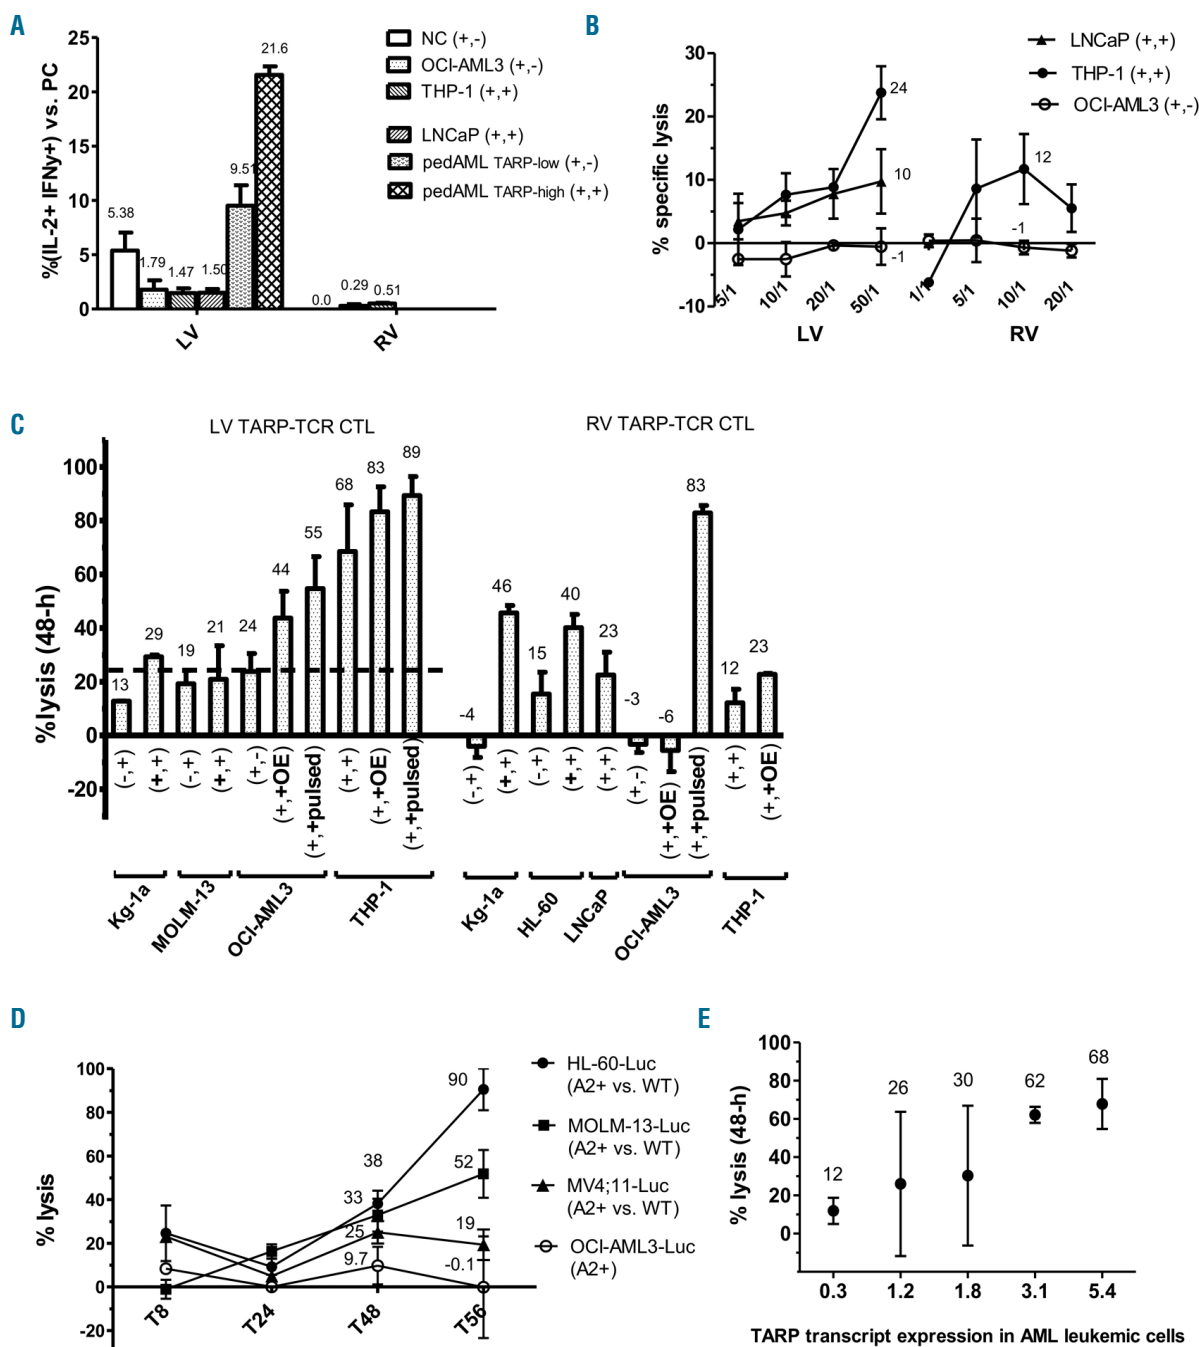 A
25
20
15
10
5
0
%(IL-2+ IFNy+) vs. PC
5.38
1.79
1.47
1.50
9.51
21.6
0.0
0.29
0.51
LV
RV
NC (+,-)
OCI-AML3 (+,-)
THP-1 (+,+)
LNCaP (+,+)
pedAML TARP-low (+,-)
pedAML TARP-high (+,+)
B
30
20
10
0
-10
% specific lysis
24
10
-1
12
-1
5/1
10/1
20/1
50/1
1/1
5/1
10/1
20/1
LV
RV
LNCaP (+,+)
THP-1 (+,+)
OCI-AML3 (+,-)
C
LV TARP-TCR CTL
RV TARP-TCR CTL
100
80
60
40
20
0
-20
%lysis (48-h)
13
29
19
21
24
44
55
68
83
89
-4
46
15
40
23
-3
-6
83
12
23
(-,+)
(+,+)
(-,+)
(+,+)
(+,-)
(+,+OE)
(+,+pulsed)
(+,+)
(+,+OE)
(+,+pulsed)
(-,+)
(+,+)
(-,+)
(+,+)
(+,+)
(+,-)
(+,+OE)
(+,+pulsed)
(+,+)
(+,+OE)
Kg-1a
MOLM-13
OCI-AML3
THP-1
Kg-1a
HL-60
LNCaP
OCI-AML3
THP-1
D
100
80
60
40
20
0
-20
% lysis
90
52
38
33
25
19
9.7
-0.1
T8
T24
T48
T56
HL-60-Luc
(A2+ vs. WT)
MOLM-13-Luc
(A2+ vs. WT)
MV4;11-Luc
(A2+ vs. WT)
OCI-AML3-Luc
(A2+)
E
100
80
60
40
20
0
% lysis (48-h)
12
26
30
62
68
0.3
1.2
1.8
3.1
5.4
TARP transcript expression in AML leukemic cells